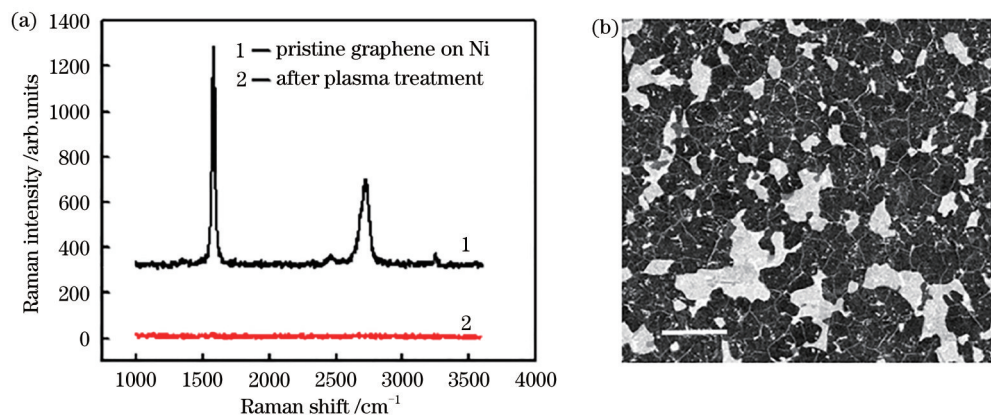 (a)
1400
1200
1000
800
600
400
200
0
Raman intensity /arb.units
1 pristine graphene on Ni
2 after plasma treatment
1
2
1000 1500 2000 2500 3000 3500 4000
Raman shift /cm⁻¹
(b)